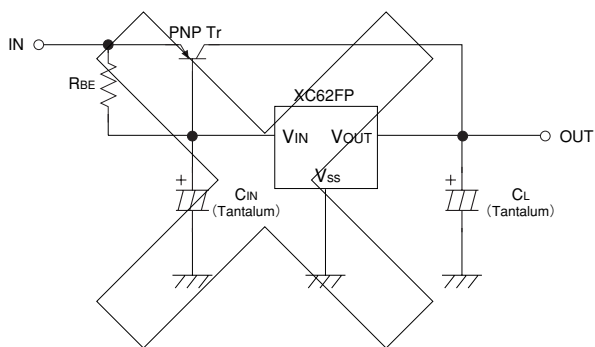 PNP Tr
IN
RBE
XC62FP
VIN
VOUT
OUT
VSS
+
CIN
(Tantalum)
+
CL
(Tantalum)